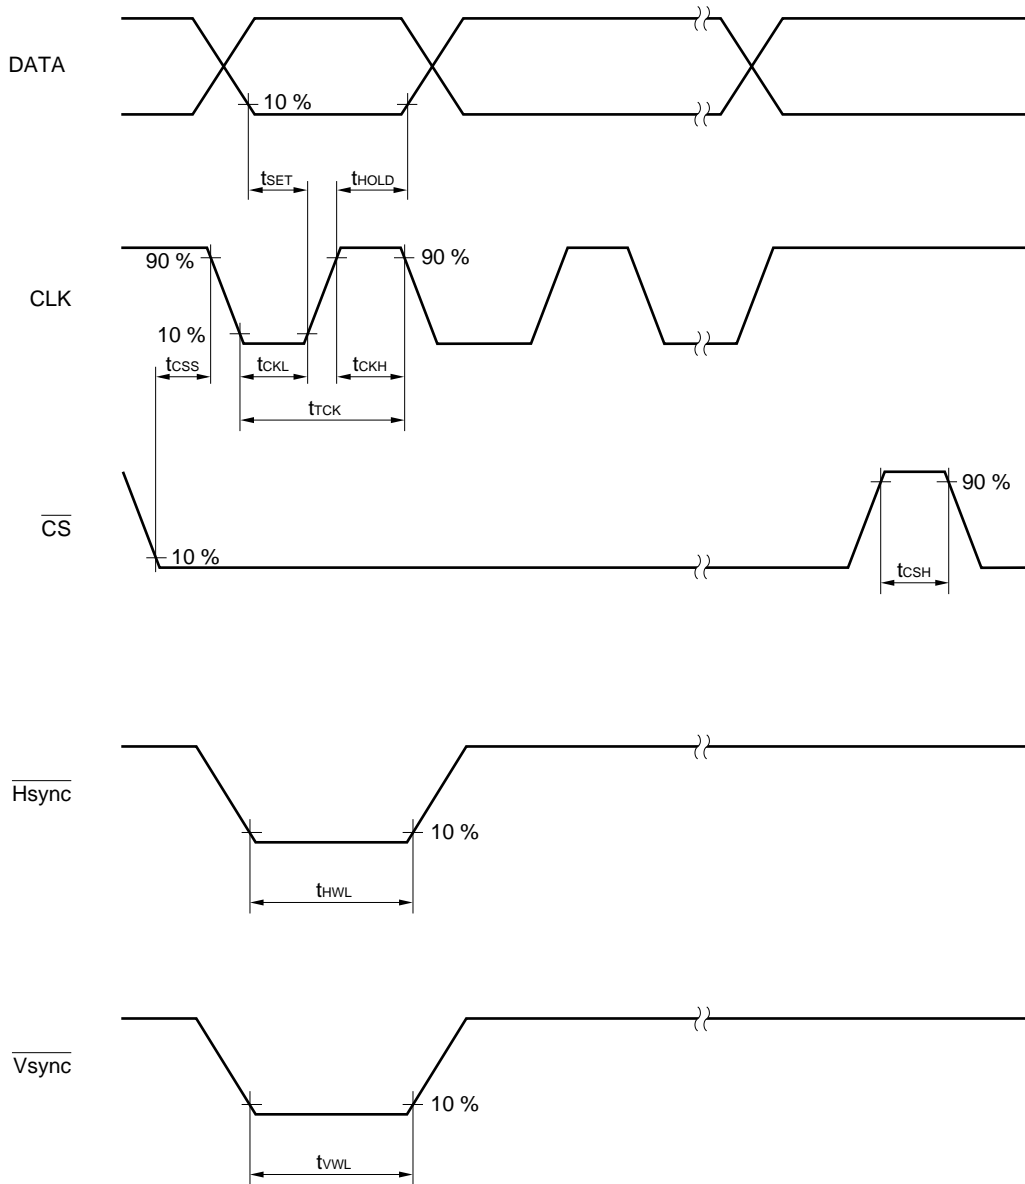 DATA
10 %
tSET
tHOLD
90 %
90 %
CLK
10 %
tCSS
tCKL
tCKH
tTCK
90 %
CS
10 %
tCSH
Hsync
10 %
tHWL
Vsync
10 %
tVWL